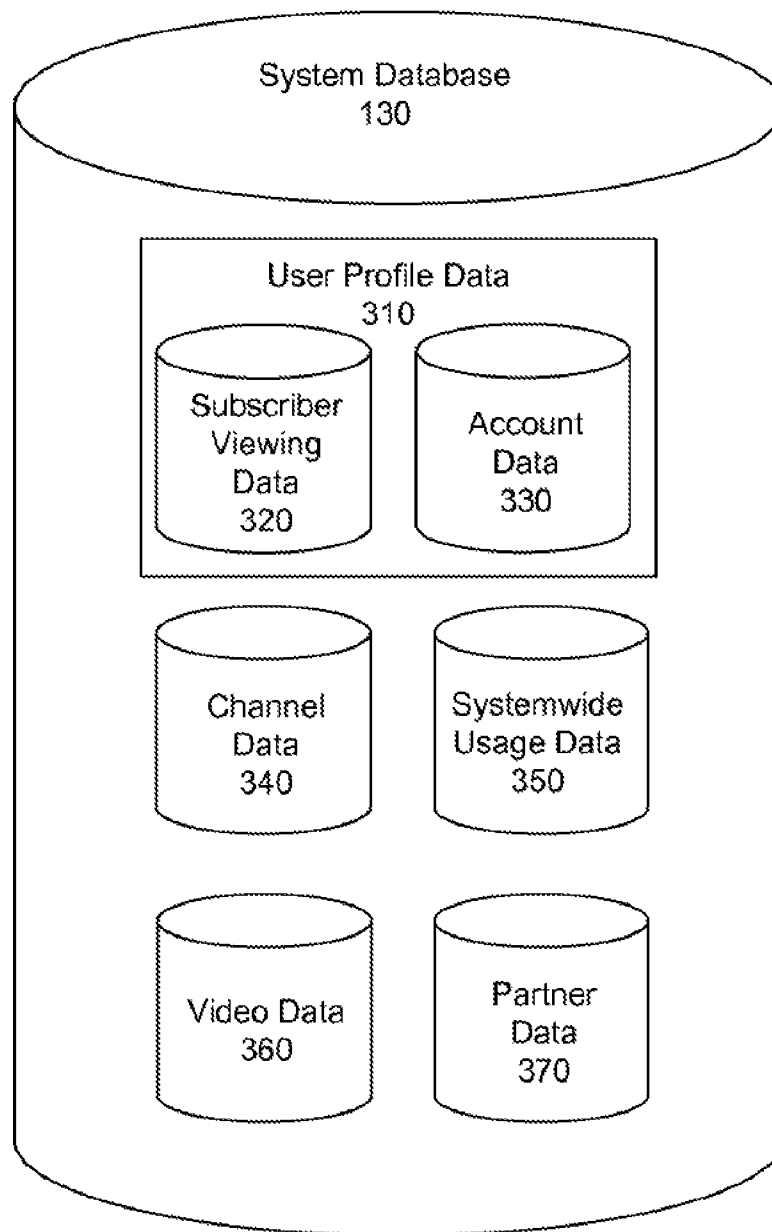 System Database
130
User Profile Data
310
Subscriber
Viewing
Data
320
Account
Data
330
Channel
Data
340
Systemwide
Usage Data
350
Video Data
360
Partner
Data
370